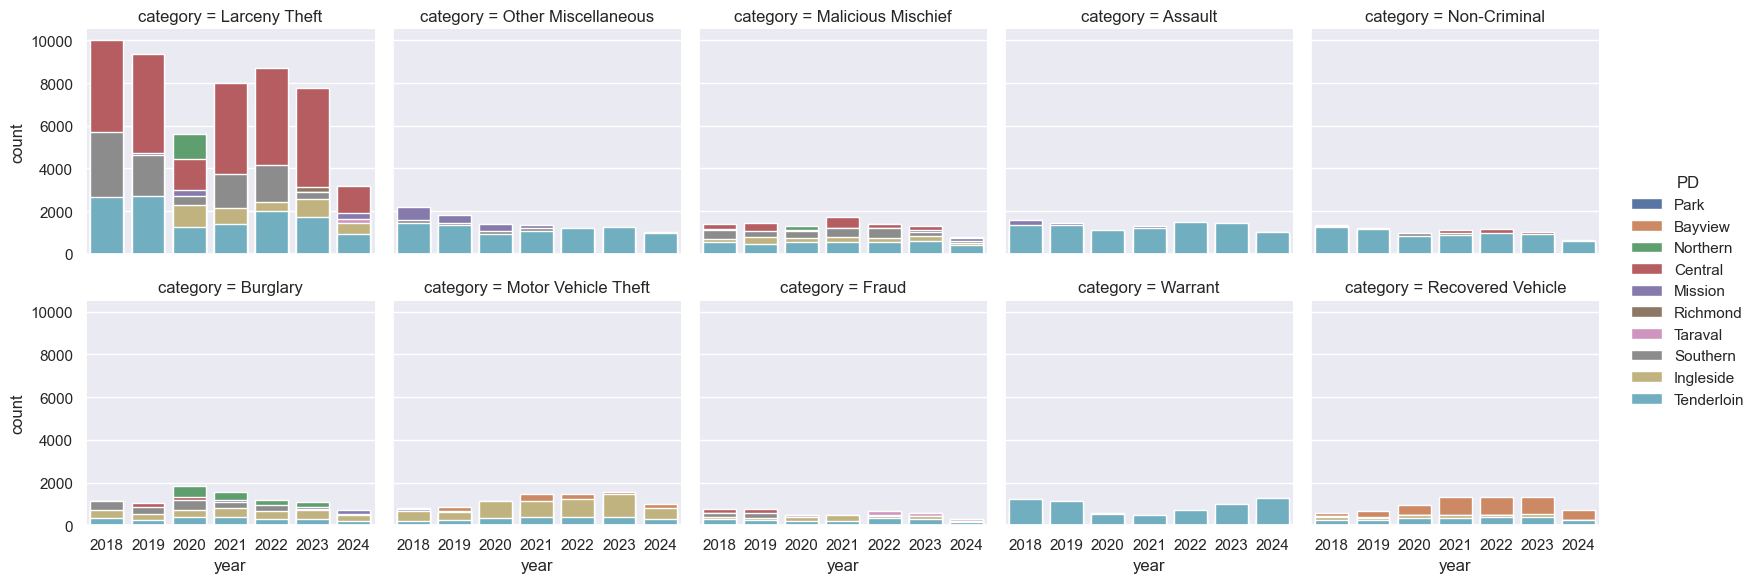 category = Larceny Theft
category = Other Miscellaneous
category = Malicious Mischief
category = Assault
category = Non-Criminal
10000
8000
6000
4000
2000
0
count
category = Burglary
category = Motor Vehicle Theft
category = Fraud
category = Warrant
category = Recovered Vehicle
10000
8000
6000
4000
2000
0
count
2018 2019 2020 2021 2022 2023 2024
year
2018 2019 2020 2021 2022 2023 2024
year
2018 2019 2020 2021 2022 2023 2024
year
2018 2019 2020 2021 2022 2023 2024
year
2018 2019 2020 2021 2022 2023 2024
year
PD
Park
Bayview
Northern
Central
Mission
Richmond
Taraval
Southern
Ingleside
Tenderloin